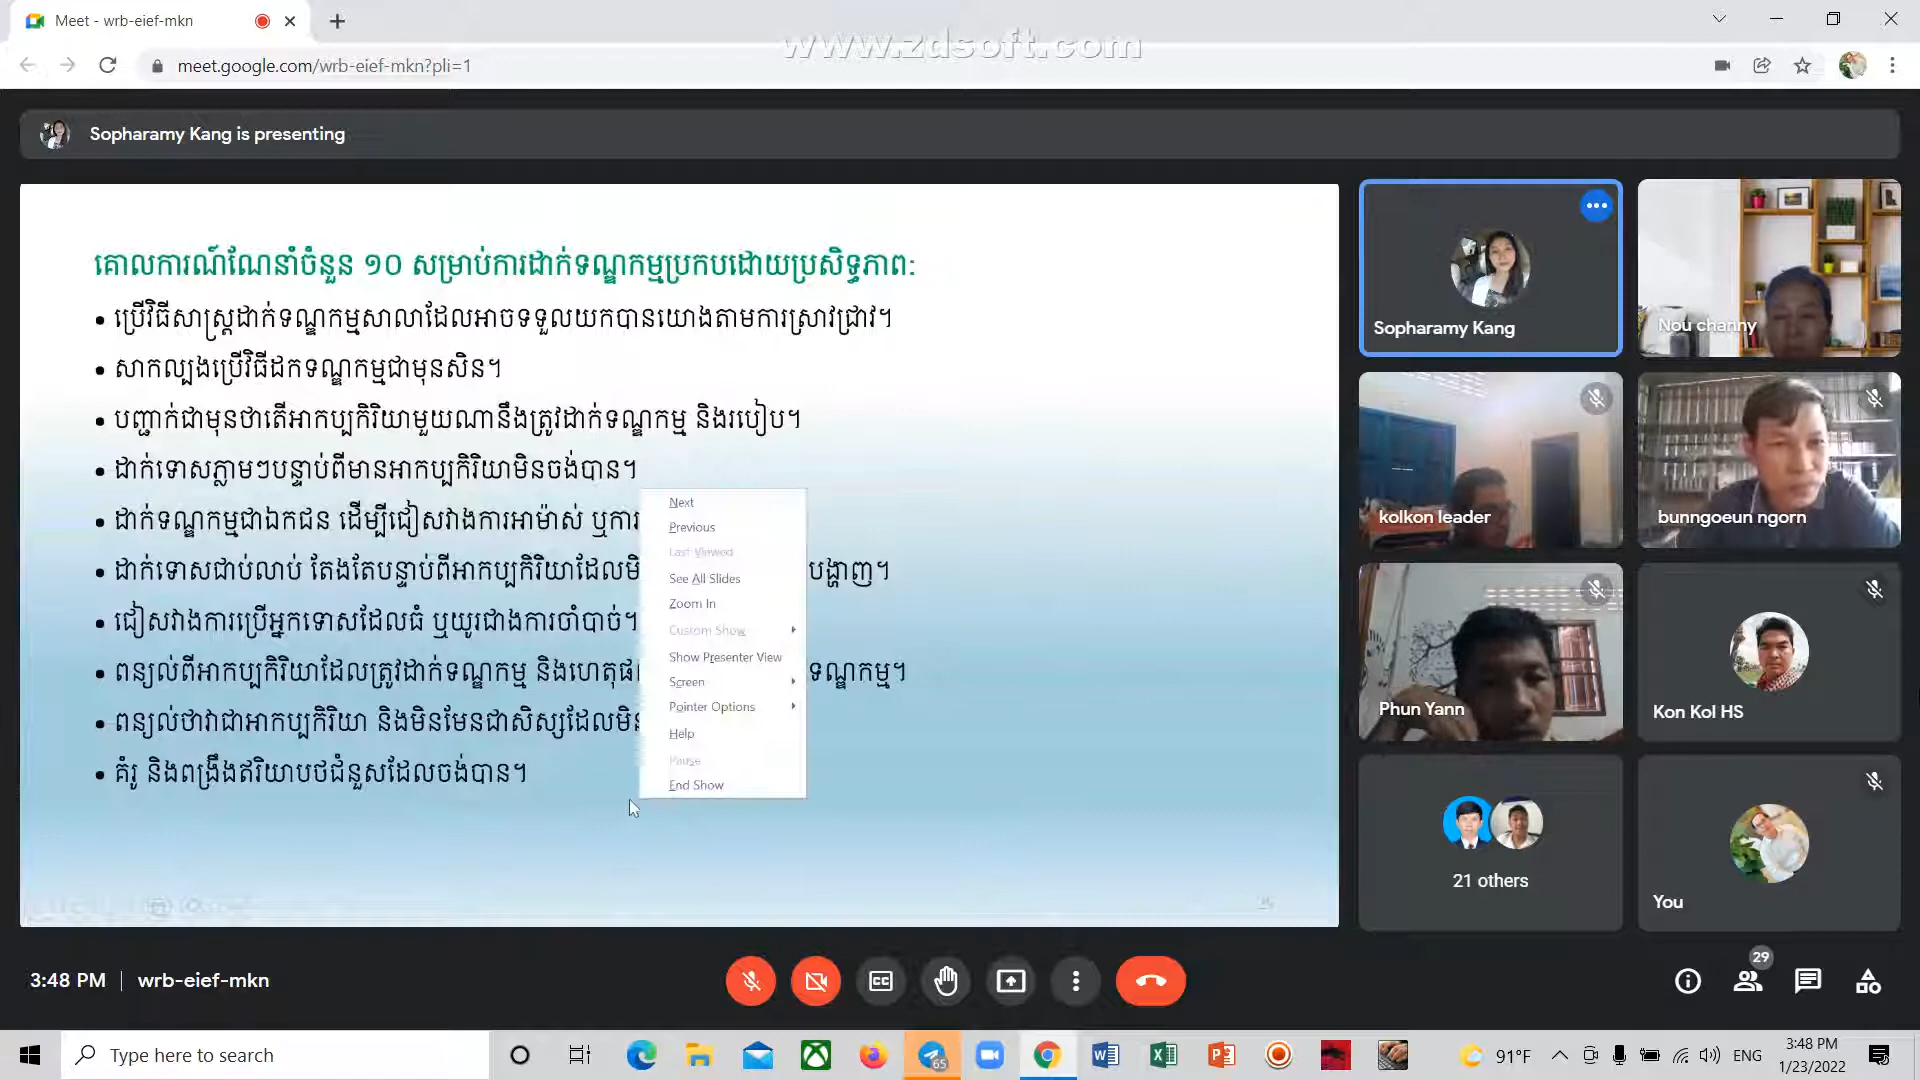 Meet - wrb-eief-mkn
www.zdsoft.com
meet.google.com/wrb-eief-mkn?pli=1
Sopharamy Kang is presenting
គោលការណ៍ណែនាំចំនួន ១០ សម្រាប់ការដាក់ទណ្ឌកម្មប្រកបដោយប្រសិទ្ធភាព:
• ប្រើវិធីសាស្ត្រដាក់ទណ្ឌកម្មសាលាដែលអាចទទួលយកបានយោងតាមការស្រាវជ្រាវ។
• សាកល្បងប្រើវិធីដកទណ្ឌកម្មជាមុនសិន។
• បញ្ជាក់ជាមុនថាតើអាកប្បកិរិយាមួយណានឹងត្រូវដាក់ទណ្ឌកម្ម និងរបៀប។
• ដាក់ទោសភ្លាមៗបន្ទាប់ពីមានអាកប្បកិរិយាមិនចង់បាន។
• ដាក់ទណ្ឌកម្មជាឯកជន ដើម្បីជៀសវាងការអាម៉ាស់ ឬការ
• ដាក់ទោសជាប់លាប់ តែងតែបន្ទាប់ពីអាកប្បកិរិយាដែលមិ បង្ហាញ។
• ជៀសវាងការប្រើអ្នកទោសដែលធំ ឬយូរជាងការចាំបាច់។
• ពន្យល់ពីអាកប្បកិរិយាដែលត្រូវដាក់ទណ្ឌកម្ម និងហេតុផ ទណ្ឌកម្ម។
• ពន្យល់ថាវាជាអាកប្បកិរិយា និងមិនមែនជាសិស្សដែលមិន
• គំរូ និងពង្រឹងឥរិយាបថជំនួសដែលចង់បាន។
Next
Previous
Last Viewed
See All Slides
Zoom In
Custom Show
Show Presenter View
Screen
Pointer Options
Help
Pause
End Show
Sopharamy Kang
Nou channy
kolkon leader
bunngoeun ngorn
Phun Yann
Kon Kol HS
21 others
You
3:48 PM
wrb-eief-mkn
29
Type here to search
65
91°F
ENG
3:48 PM
1/23/2022